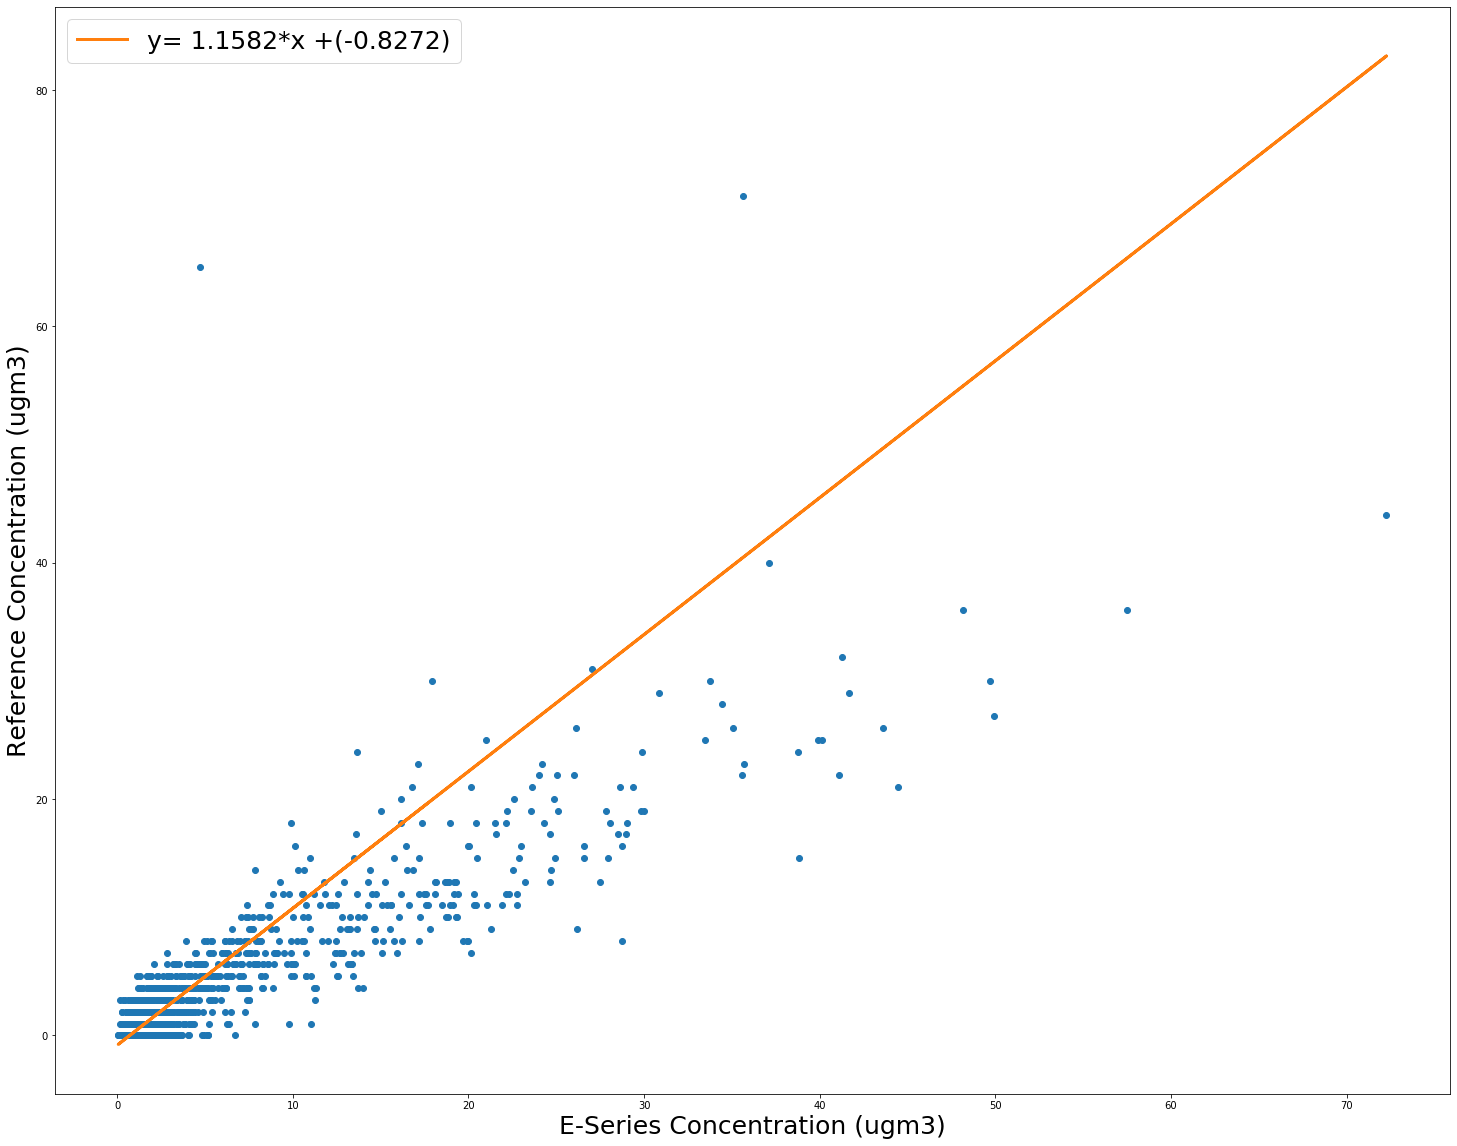 y= 1.1582*x +(-0.8272)
80
60
40
20
0
Reference Concentration (ugm3)
0 10 20 30 40 50 60 70
E-Series Concentration (ugm3)